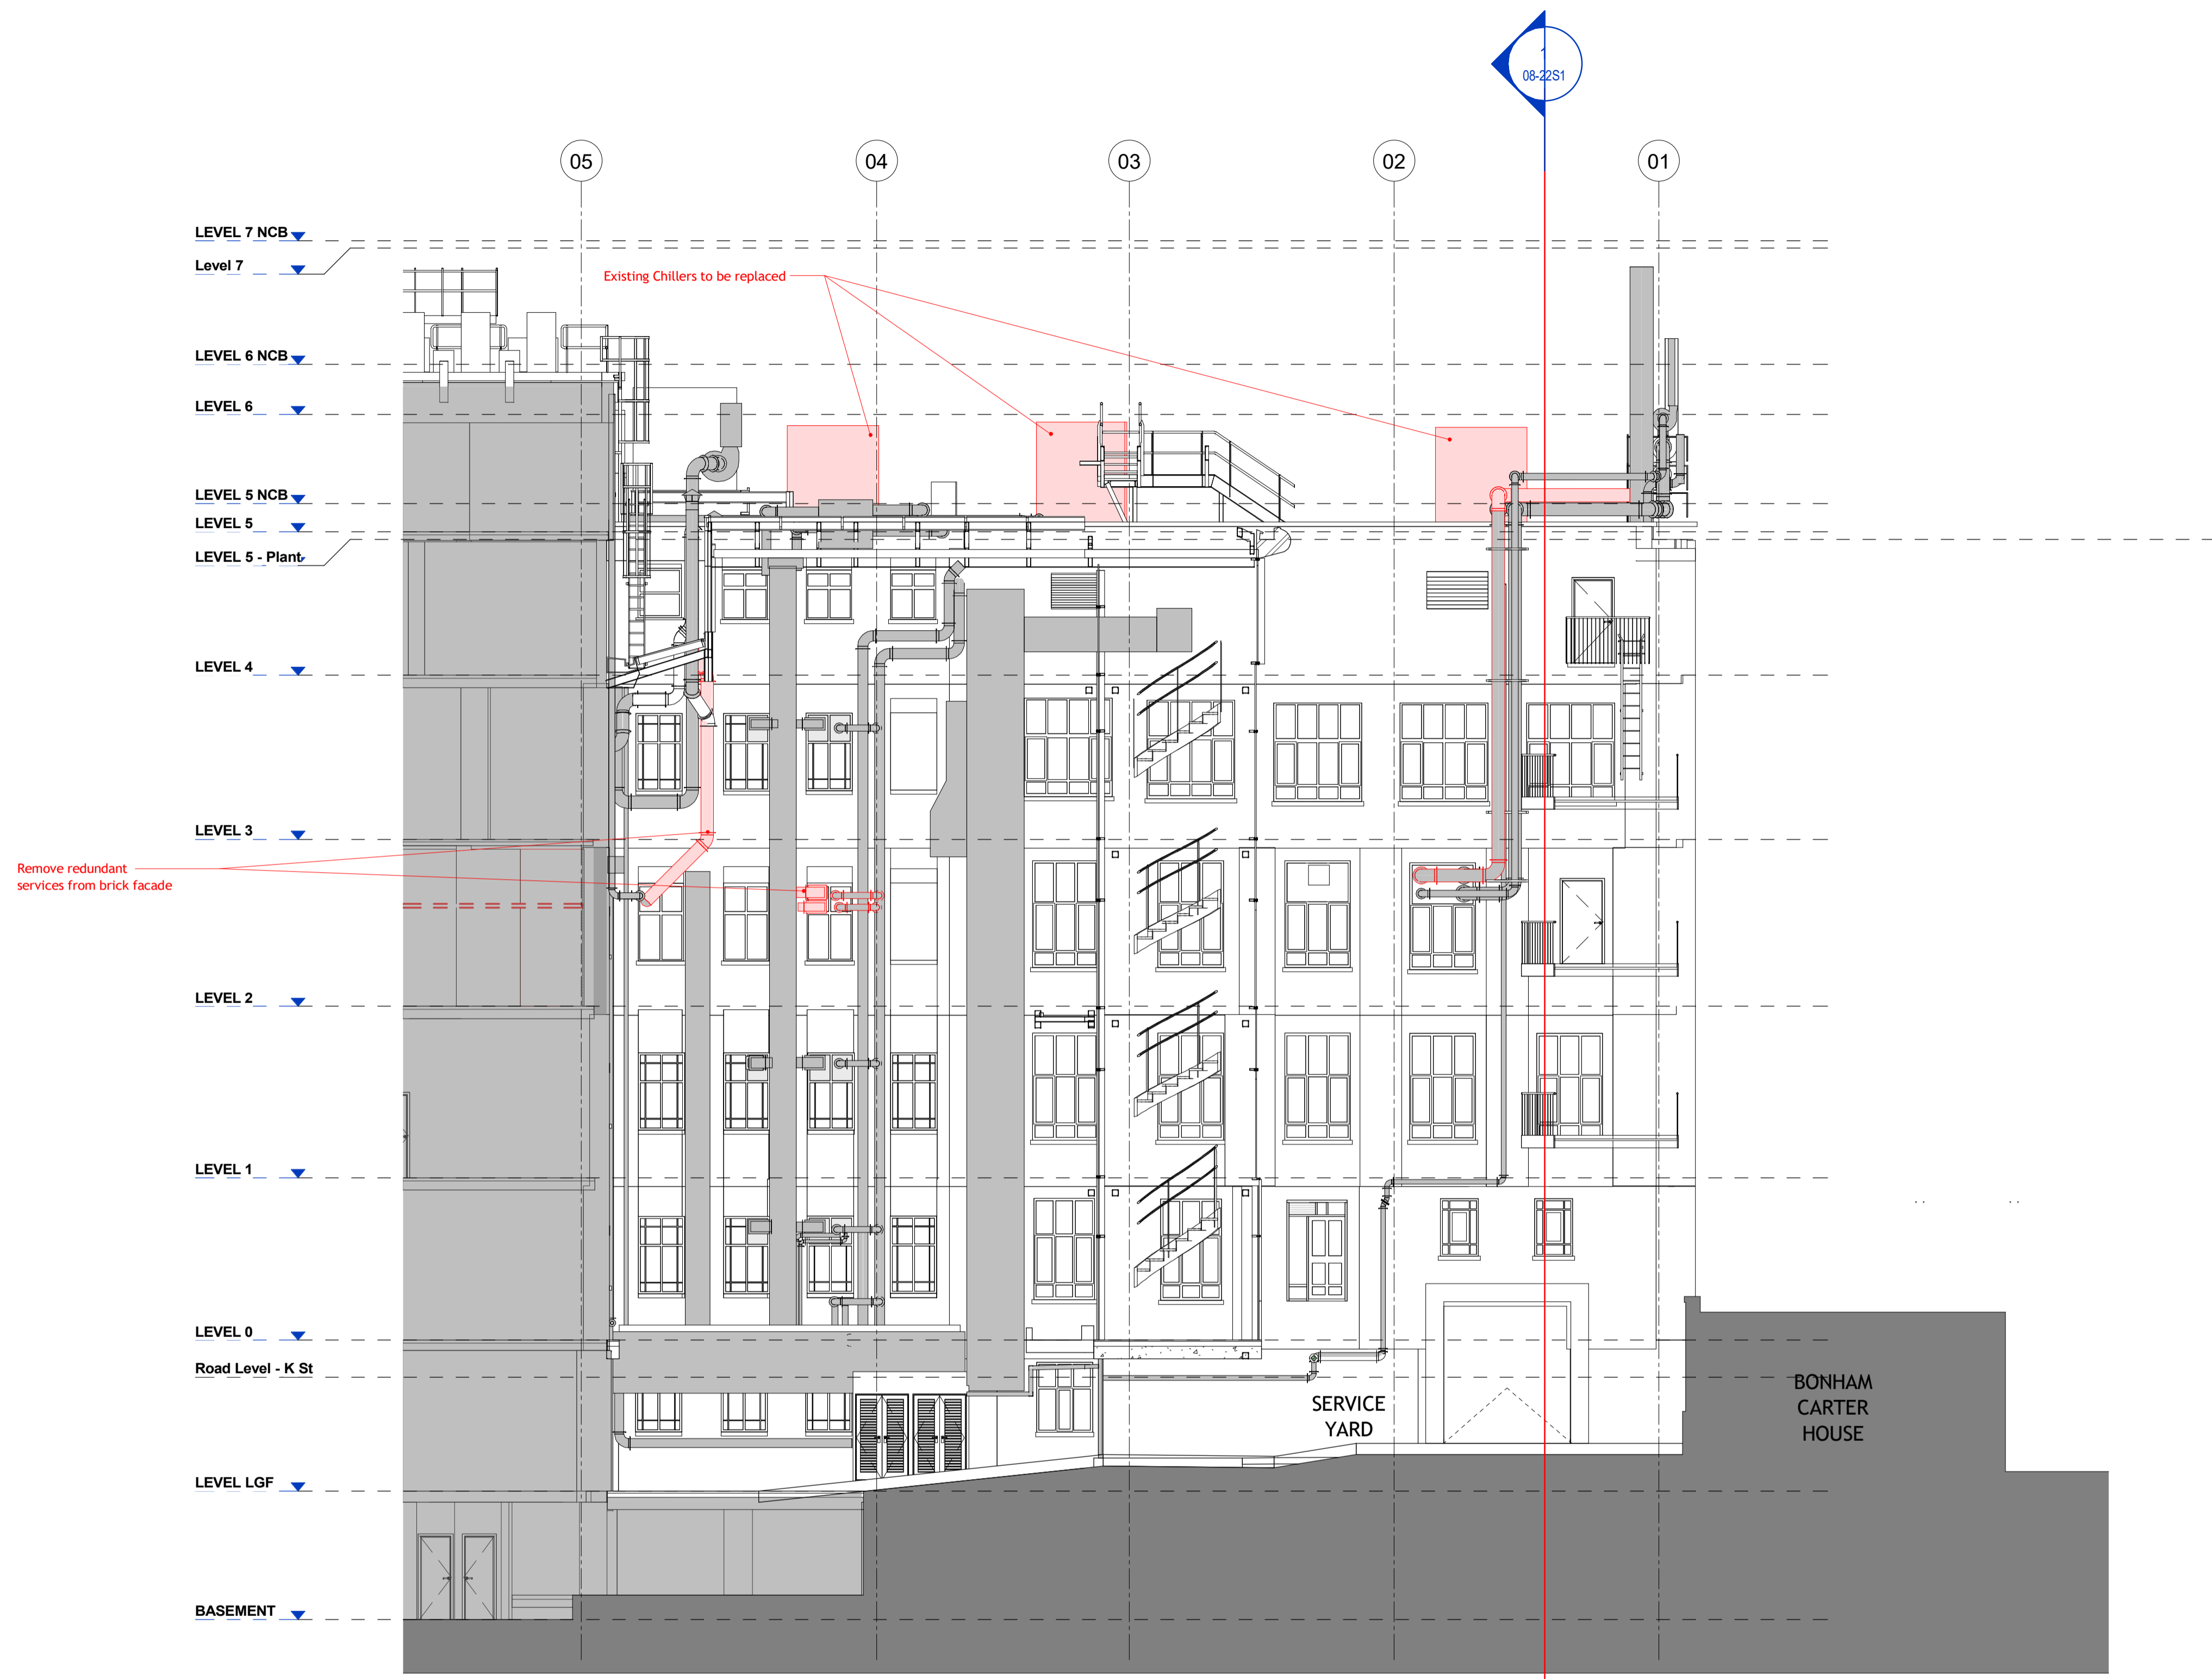 1
08-22S1
05
04
03
02
01
LEVEL 7 NCB
Level 7
Existing Chillers to be replaced
LEVEL 6 NCB
LEVEL 6
LEVEL 5 NCB
LEVEL 5
LEVEL 5 - Plant
LEVEL 4
LEVEL 3
Remove redundant
services from brick facade
LEVEL 2
LEVEL 1
LEVEL 0
Road Level - K St
SERVICE
YARD
BONHAM
CARTER
HOUSE
LEVEL LGF
BASEMENT